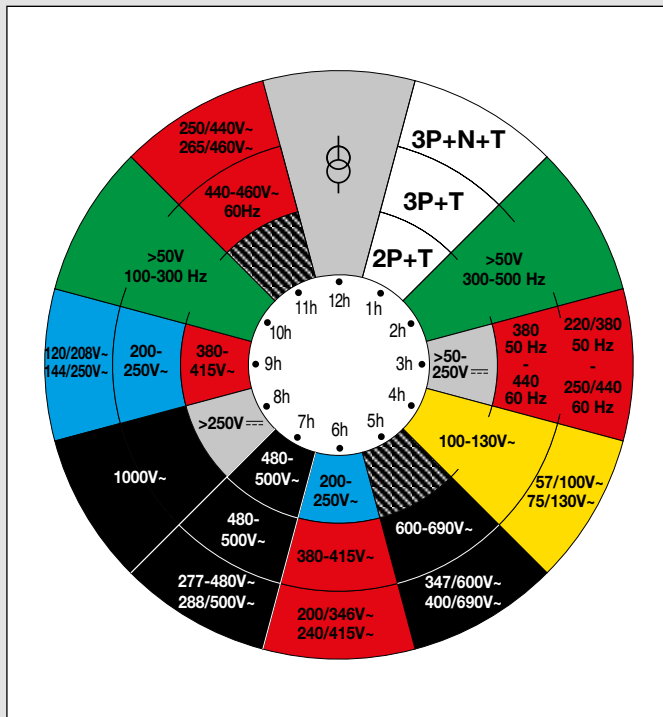 250/440V~
265/460V~
440-460V~
60Hz
3P+N+T
3P+T
2P+T
>50V
100-300 Hz
>50V
300-500 Hz
12h
1h
2h
3h
4h
5h
6h
7h
8h
9h
10h
11h
>50-
250V
380
50 Hz
-
440
60 Hz
220/380
50 Hz
-
250/440
60 Hz
120/208V~
144/250V~
200-
250V~
380-
415V~
>250V
100-130V~
57/100V~
75/130V~
1000V~
480-
500V~
480-
500V~
277-480V~
288/500V~
200-
250V~
380-415V~
200/346V~
240/415V~
600-690V~
347/600V~
400/690V~